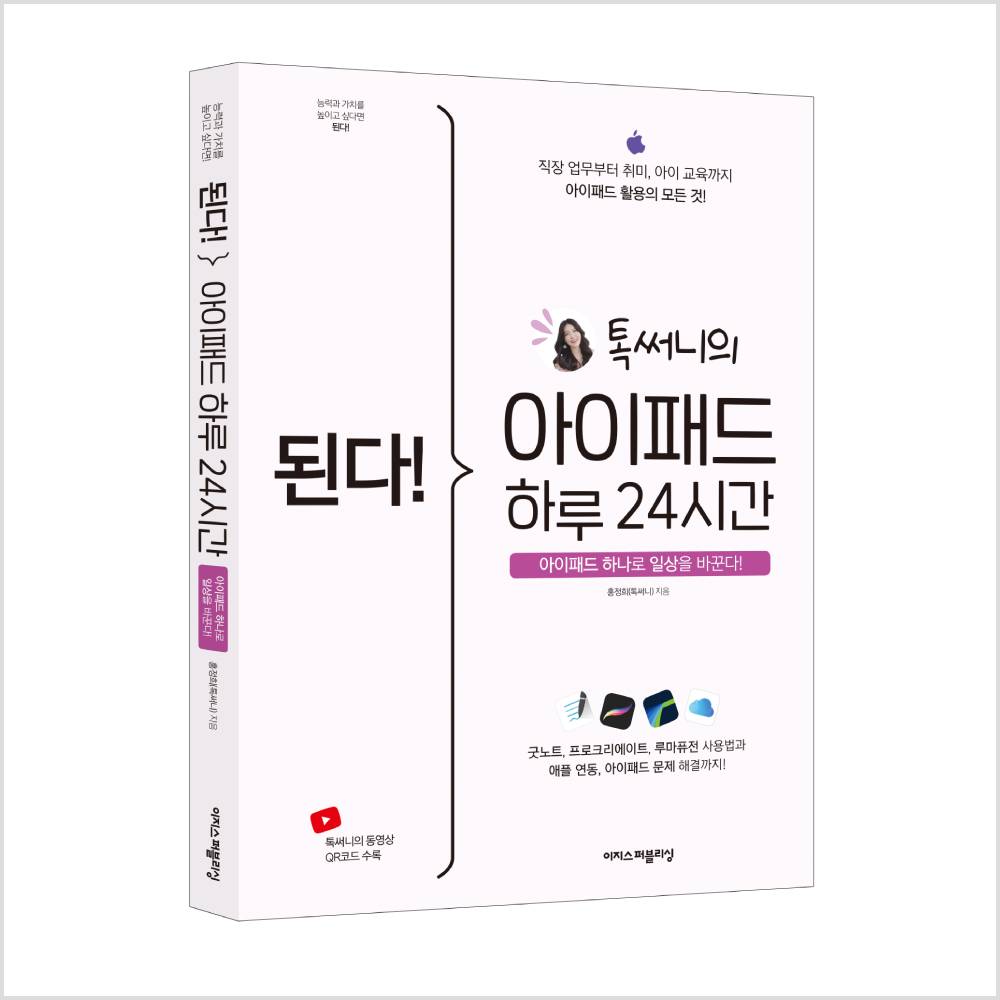 능력과 가치를
높이고 싶다면!
된다!
아이패드 하루 24시간
아이패드 하나로
일상을 바꾼다!
홍정희(톡써니) 지음
이지스 퍼블리싱
능력과 가치를
높이고 싶다면
된다!
직장 업무부터 취미, 아이 교육까지
아이패드 활용의 모든 것!
된다!
톡써니의
아이패드
하루 24시간
아이패드 하나로 일상을 바꾼다!
홍정희(톡써니) 지음
굿노트, 프로크리에이트, 루마퓨전 사용법과
애플 연동, 아이패드 문제 해결까지!
톡써니의 동영상
QR코드 수록
이지스 퍼블리싱